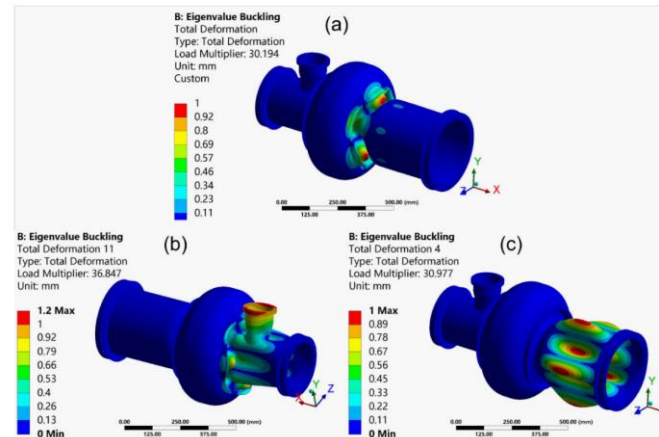 B: Eigenvalue Buckling
Total Deformation
Type: Total Deformation
Load Multiplier: 30.194
Unit: mm
Custom
(a)
1
0.92
0.8
0.69
0.57
0.46
0.34
0.23
0.11
0.00 250.00 500.00 (mm)
125.00 375.00
Y
Z X
B: Eigenvalue Buckling
Total Deformation 11
Type: Total Deformation
Load Multiplier: 36.847
Unit: mm
(b)
1.2 Max
1
0.92
0.79
0.66
0.53
0.4
0.26
0.13
0 Min
0.00 250.00 500.00 (mm)
125.00 375.00
Y
Z
B: Eigenvalue Buckling
Total Deformation 4
Type: Total Deformation
Load Multiplier: 30.977
Unit: mm
(c)
1 Max
0.89
0.78
0.67
0.55
0.44
0.33
0.22
0.11
0 Min
0.00 250.00 500.00 (mm)
125.00 375.00
Y
Z X